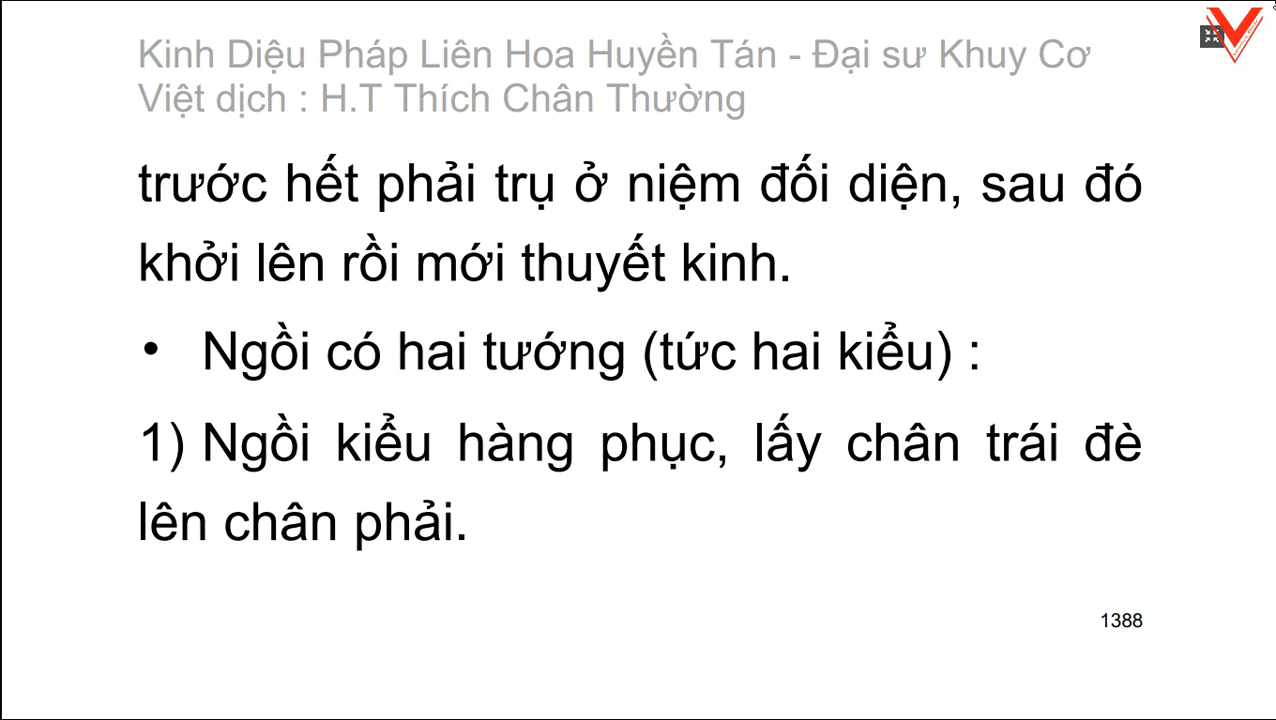 Kinh Diệu Pháp Liên Hoa Huyền Tán - Đại sư Khuy Cơ
Việt dịch : H.T Thích Chân Thường
trước hết phải trụ ở niệm đối diện, sau đó
khởi lên rồi mới thuyết kinh.
• Ngồi có hai tướng (tức hai kiểu) :
1) Ngồi kiểu hàng phục, lấy chân trái đè
lên chân phải.
1388